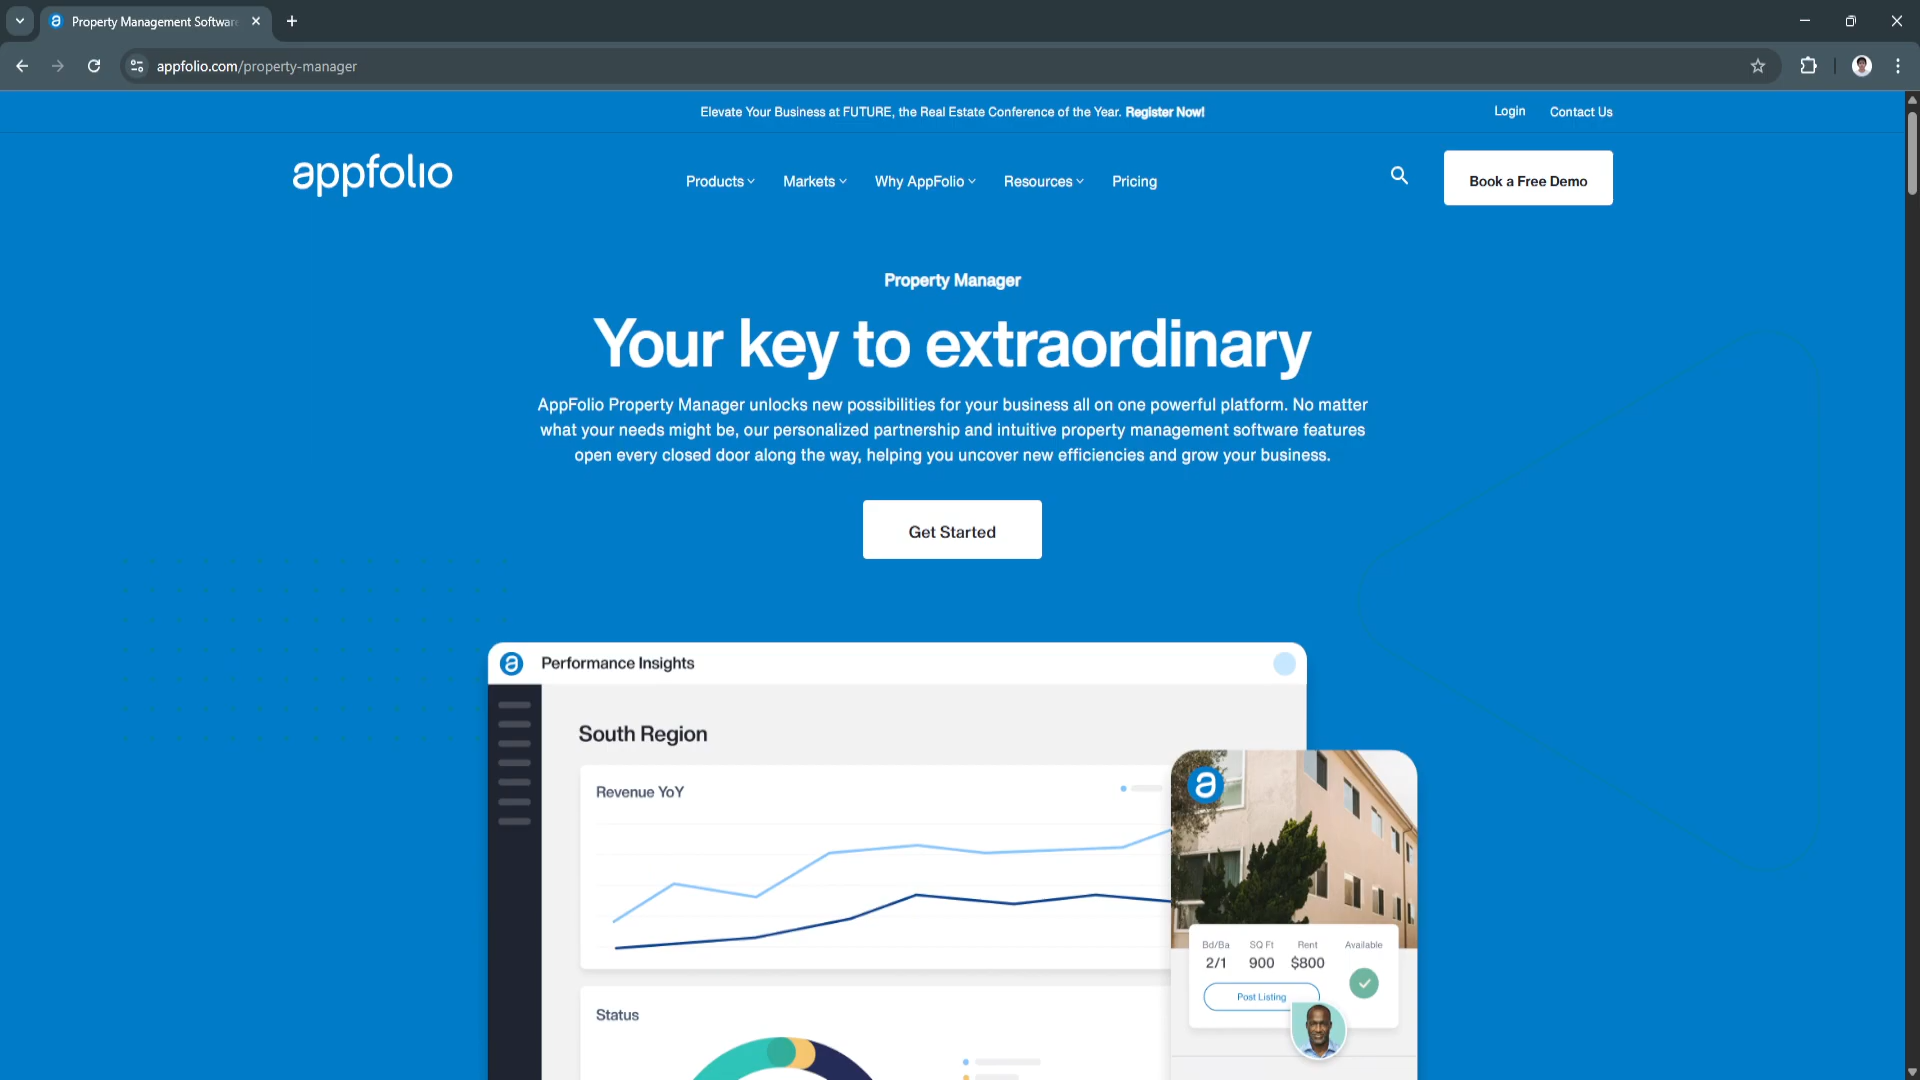 Property Management Softwar
appfolio.com/property-manager
Elevate Your Business at FUTURE, the Real Estate Conference of the Year. Register Now!
Login
Contact Us
appfolio
Products
Markets
Why AppFolio
Resources
Pricing
Book a Free Demo
Property Manager
Your key to extraordinary
AppFolio Property Manager unlocks new possibilities for your business all on one powerful platform. No matter
what your needs might be, our personalized partnership and intuitive property management software features
open every closed door along the way, helping you uncover new efficiencies and grow your business.
Get Started
a Performance Insights
South Region
Revenue YoY
a
Bd/Ba SQ Ft Rent Available
2/1 900 $800
Post Listing
Status